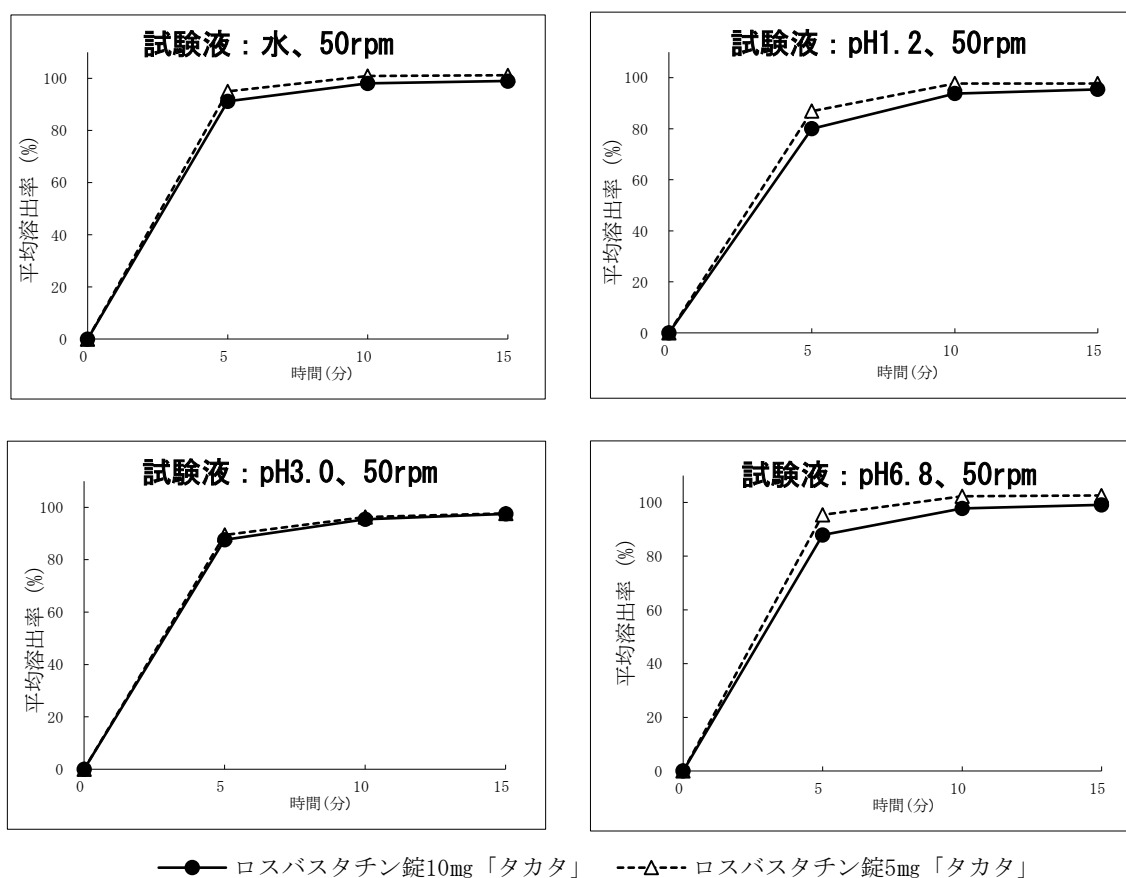 試験液：水、50rpm
平均溶出率 (%)
100
80
60
40
20
0
0 5 10 15
時間(分)
試験液：pH1.2、50rpm
平均溶出率 (%)
100
80
60
40
20
0
0 5 10 15
時間(分)
試験液：pH3.0、50rpm
平均溶出率 (%)
100
80
60
40
20
0
0 5 10 15
時間(分)
試験液：pH6.8、50rpm
平均溶出率 (%)
100
80
60
40
20
0
0 5 10 15
時間(分)
ロスバスタチン錠10mg「タカタ」 ロスバスタチン錠5mg「タカタ」